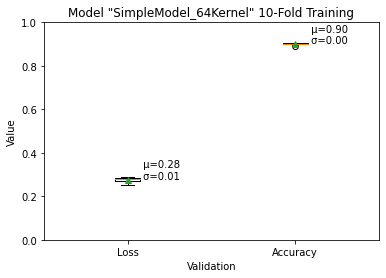 Model "SimpleModel_64Kernel" 10-Fold Training
Value
1.0
0.8
0.6
0.4
0.2
0.0
μ=0.90
σ=0.00
μ=0.28
σ=0.01
Loss
Accuracy
Validation